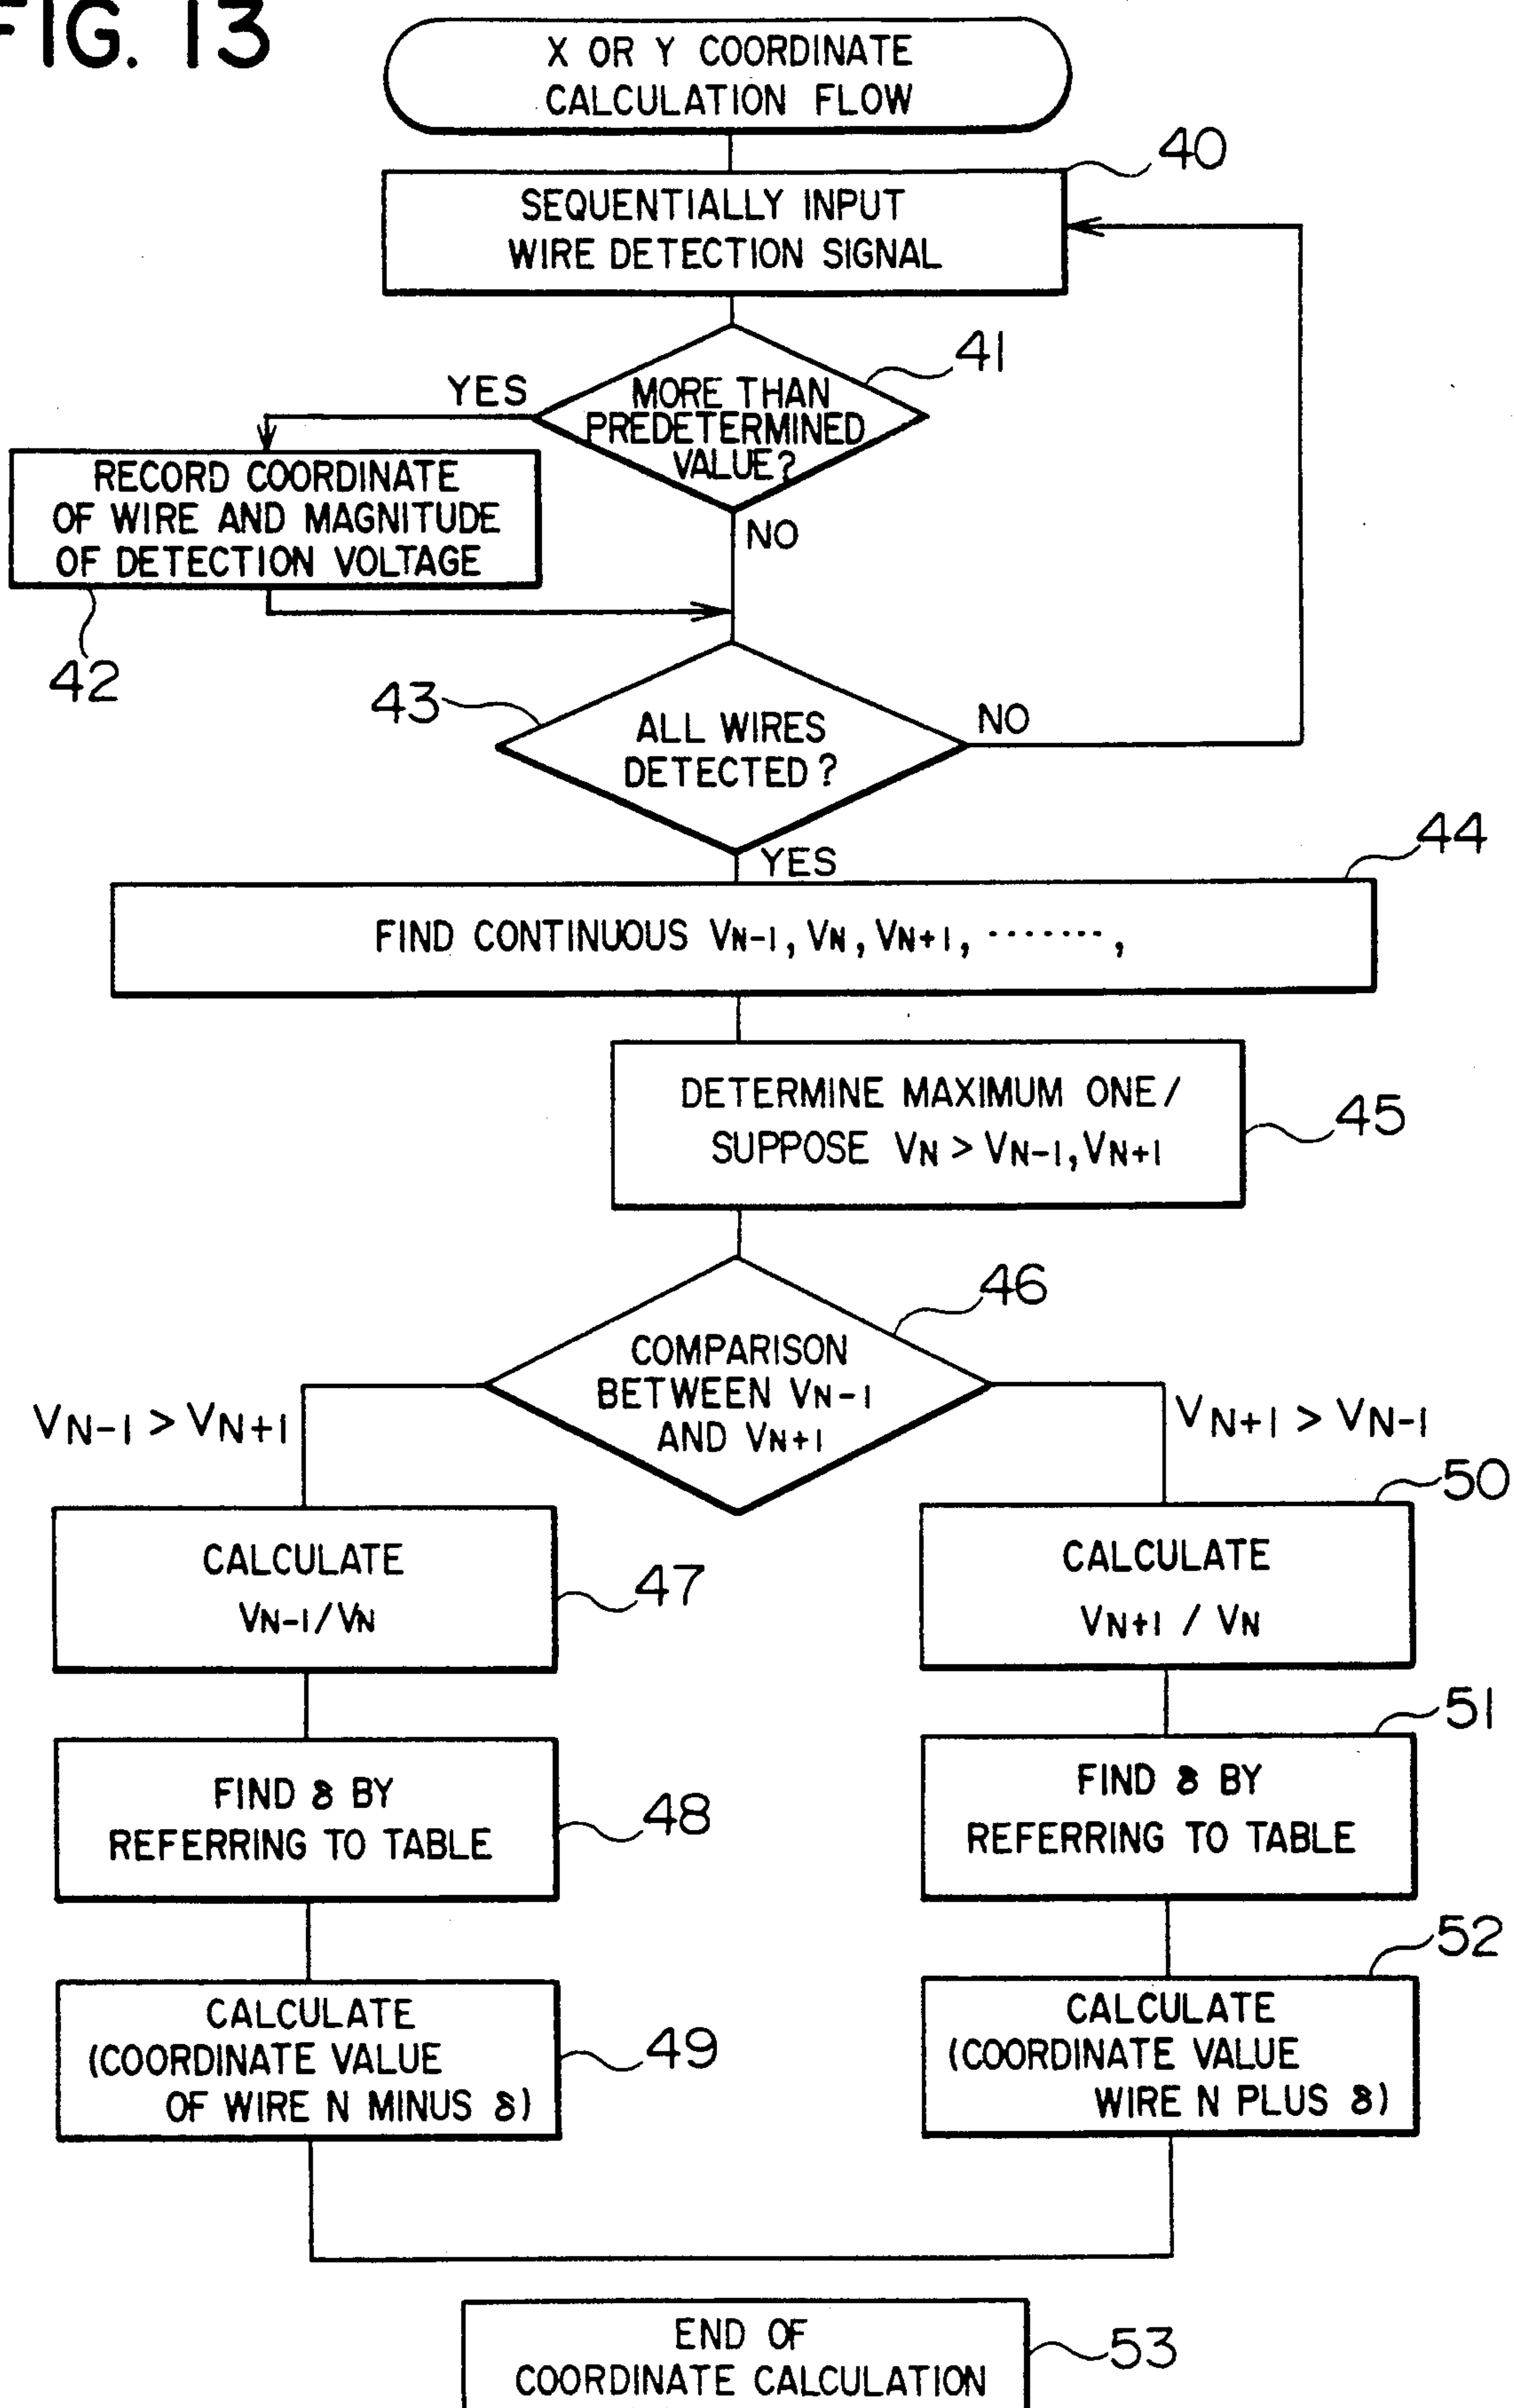 FIG. 13
X OR Y COORDINATE
CALCULATION FLOW
40
SEQUENTIALLY INPUT
WIRE DETECTION SIGNAL
41
YES
MORE THAN
PREDETERMINED
VALUE?
RECORD COORDINATE
OF WIRE AND MAGNITUDE
OF DETECTION VOLTAGE
NO
42
43
ALL WIRES
DETECTED?
NO
YES
44
FIND CONTINUOUS VN-1, VN, VN+1, ·······,
DETERMINE MAXIMUM ONE/
SUPPOSE VN > VN-1, VN+1
45
46
COMPARISON
BETWEEN VN-1
AND VN+1
VN-1 > VN+1
VN+1 > VN-1
CALCULATE
VN-1/VN
47
50
CALCULATE
VN+1 / VN
FIND δ BY
REFERRING TO TABLE
48
51
FIND δ BY
REFERRING TO TABLE
CALCULATE
(COORDINATE VALUE
OF WIRE N MINUS δ)
49
52
CALCULATE
(COORDINATE VALUE
WIRE N PLUS δ)
END OF
COORDINATE CALCULATION
53